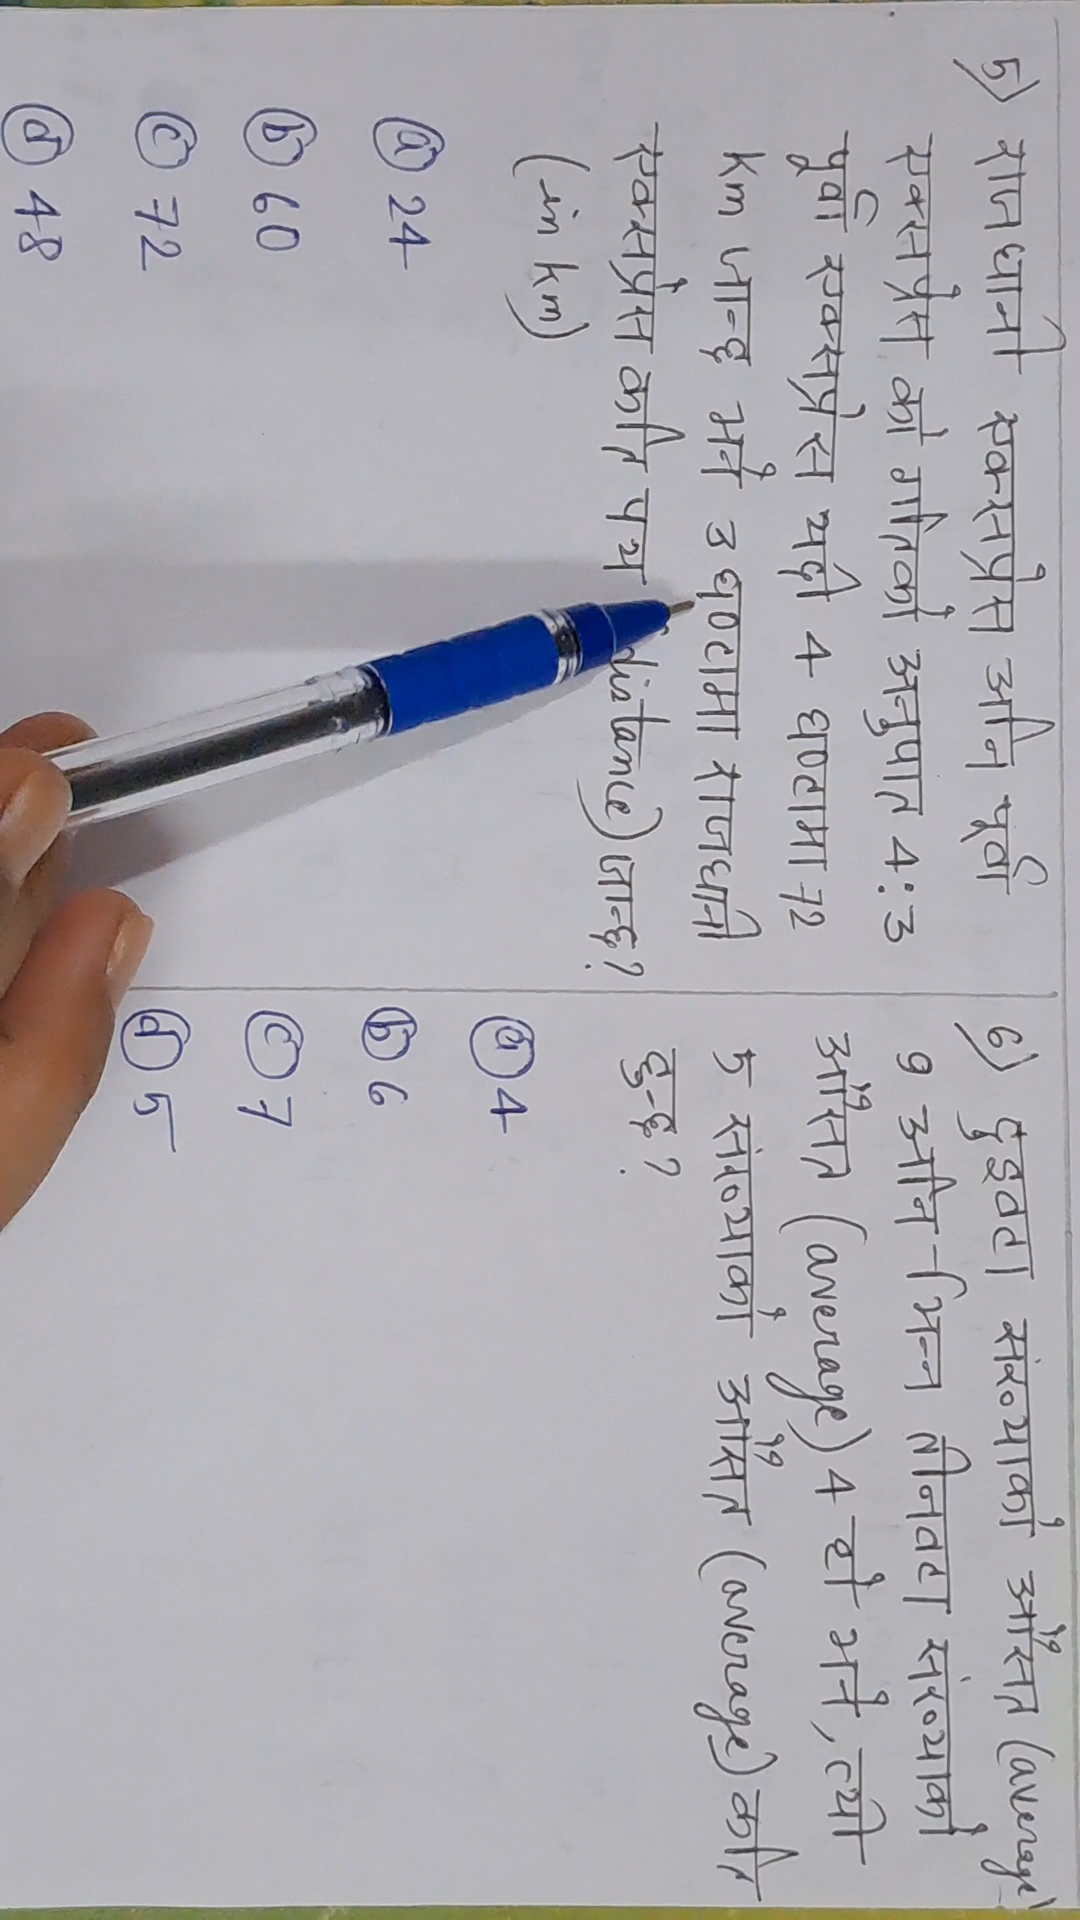 5) राजधानी एक्सप्रेस अनि पूर्वा
एक्सप्रेस को गतिको अनुपात 4:3
पूर्वा एक्सप्रेस यदी 4 घण्टामा 72
km जान्छ भने 3 घण्टामा राजधानी
एक्सप्रेस कति पथ distance) जान्छ?
(in km)
ⓐ 24
ⓑ 60
ⓒ 72
ⓓ 48
6) दुइवटा संख्याको औसत (average)
9 अनि भिन्न तीनवटा संख्याको
औसत (average) 4 हो भने, त्यो
5 संख्याको औसत (average) कति
हुन्छ?
ⓐ 4
ⓑ 6
ⓒ 7
ⓓ 5